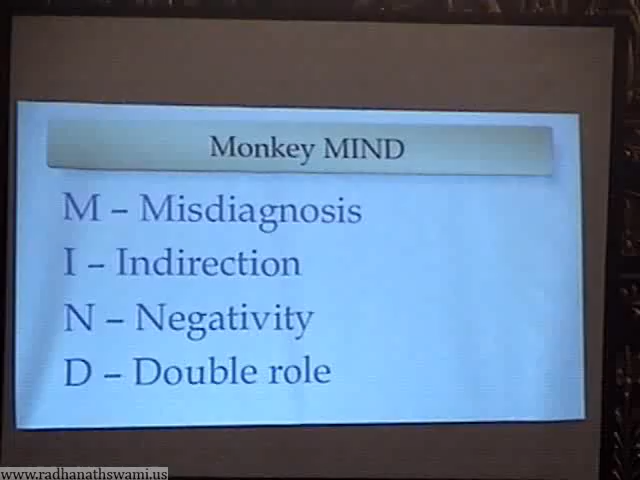 Monkey MIND
M – Misdiagnosis
I – Indirection
N – Negativity
D – Double role
www.radhanathswami.us